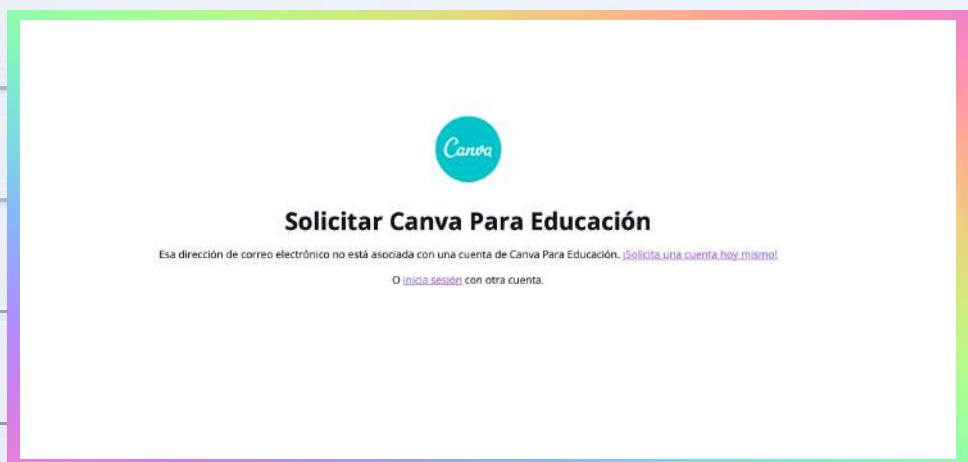 Canva
Solicitar Canva Para Educación
Esa dirección de correo electrónico no está asociada con una cuenta de Canva Para Educación. ¡Solicita una cuenta hoy mismo!
O inicia sesión con otra cuenta.